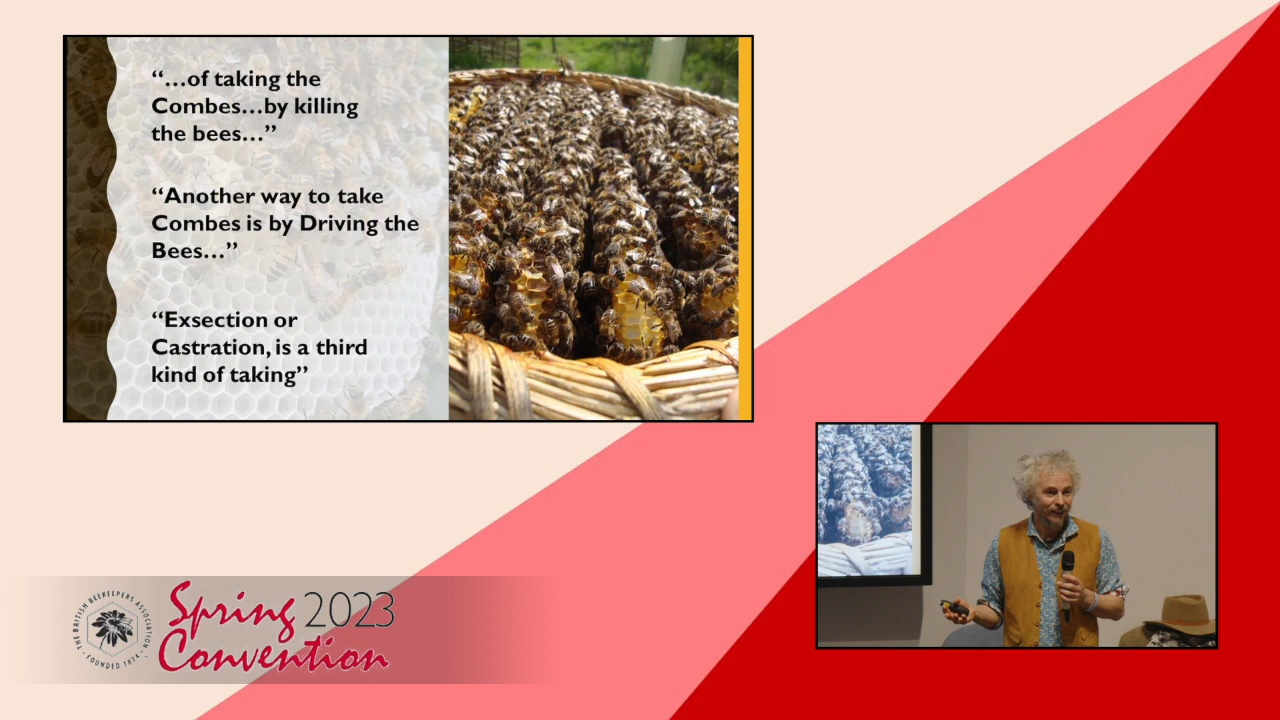 “…of taking the
Combes…by killing
the bees…”
“Another way to take
Combes is by Driving the
Bees…”
“Exsection or
Castration, is a third
kind of taking”
THE BRITISH BEEKEEPERS ASSOCIATION
· FOUNDED 1874 ·
Spring 2023
Convention